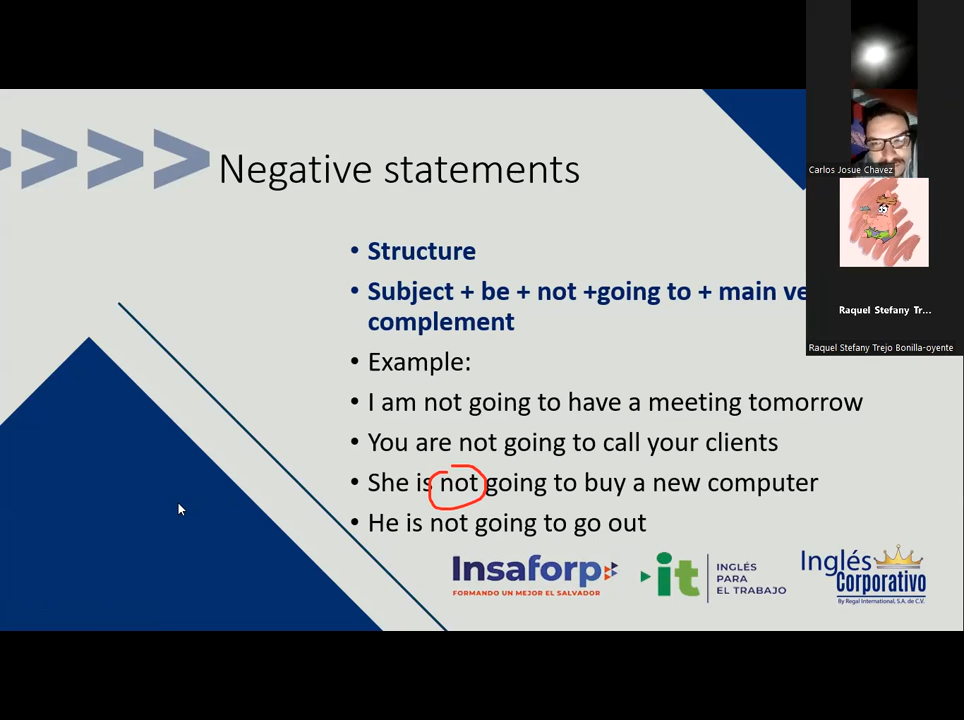 Negative statements
• Structure
• Subject + be + not +going to + main ve
complement
• Example:
• I am not going to have a meeting tomorrow
• You are not going to call your clients
• She is not going to buy a new computer
• He is not going to go out
Carlos Josue Chavez
Raquel Stefany Tr...
Raquel Stefany Trejo Bonilla-oyente
Insaforp
FORMANDO UN MEJOR EL SALVADOR
it
INGLÉS
PARA
EL TRABAJO
Inglés
Corporativo
By Regal International, S.A. de C.V.